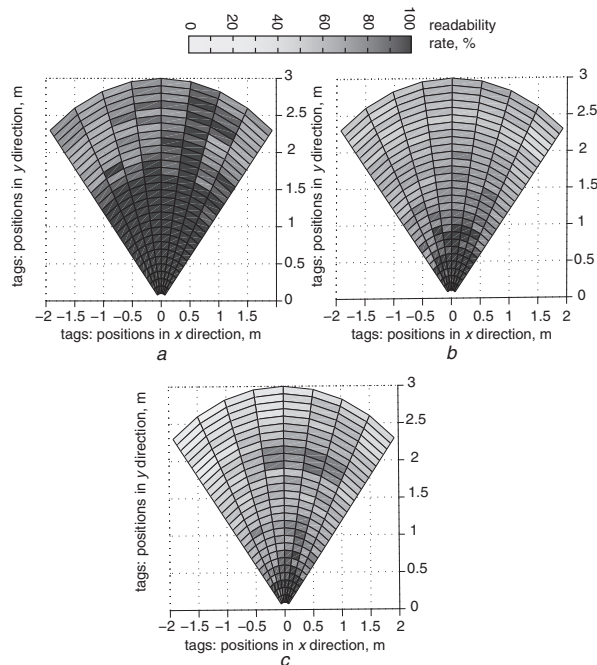 0 20 40 60 80 100
readability
rate, %
tags: positions in y direction, m
3
2.5
2
1.5
1
0.5
0
−2 −1.5 −1 −0.5 0 0.5 1 1.5 2
tags: positions in x direction, m
a
tags: positions in y direction, m
3
2.5
2
1.5
1
0.5
0
−2 −1.5 −1 −0.5 0 0.5 1 1.5 2
tags: positions in x direction, m
b
tags: positions in y direction, m
3
2.5
2
1.5
1
0.5
0
−2 −1.5 −1 −0.5 0 0.5 1 1.5 2
tags: positions in x direction, m
c